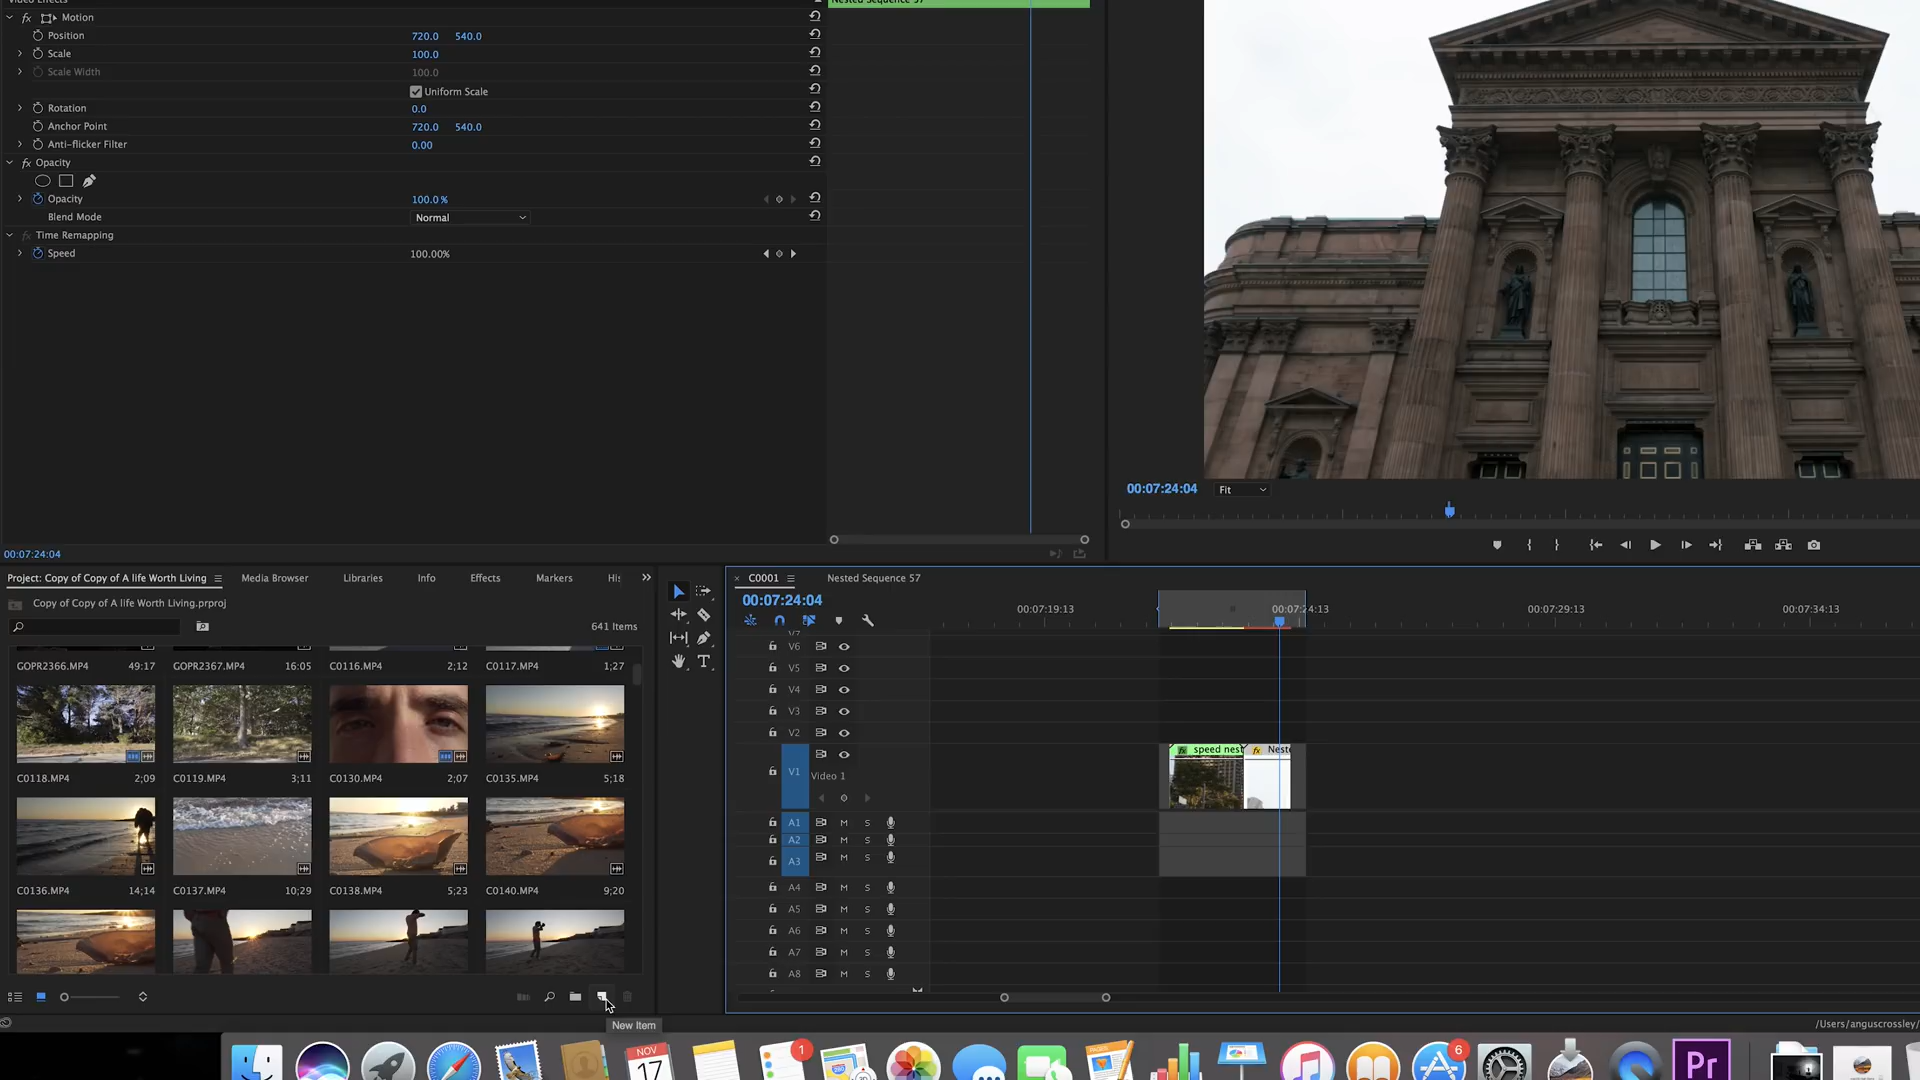 Nested Sequence 57
fx Motion
Position 720.0 540.0
Scale 100.0
Scale Width 100.0
Uniform Scale
Rotation 0.0
Anchor Point 720.0 540.0
Anti-flicker Filter 0.00
fx Opacity
Opacity 100.0 %
Blend Mode Normal
fx Time Remapping
Speed 100.00%
00:07:24:04 Fit
00:07:24:04
Project: Copy of Copy of A life Worth Living Media Browser Libraries Info Effects Markers His
Copy of Copy of A life Worth Living.prproj
641 Items
GOPR2366.MP4 49:17 GOPR2367.MP4 16:05 C0116.MP4 2;12 C0117.MP4 1;27
C0118.MP4 2;09 C0119.MP4 3;11 C0130.MP4 2;07 C0135.MP4 5;18
C0136.MP4 14;14 C0137.MP4 10;29 C0138.MP4 5;23 C0140.MP4 9;20
New Item
C0001 Nested Sequence 57
00:07:24:04 00:07:19:13 00:07:24:13 00:07:29:13 00:07:34:13
V7
V6
V5
V4
V3
V2
V1 Video 1
fx speed nest fx Neste
A1 M S
A2 M S
A3 M S
A4 M S
A5 M S
A6 M S
A7 M S
A8 M S
/Users/anguscrossley/
NOV
17
1
6
Pr